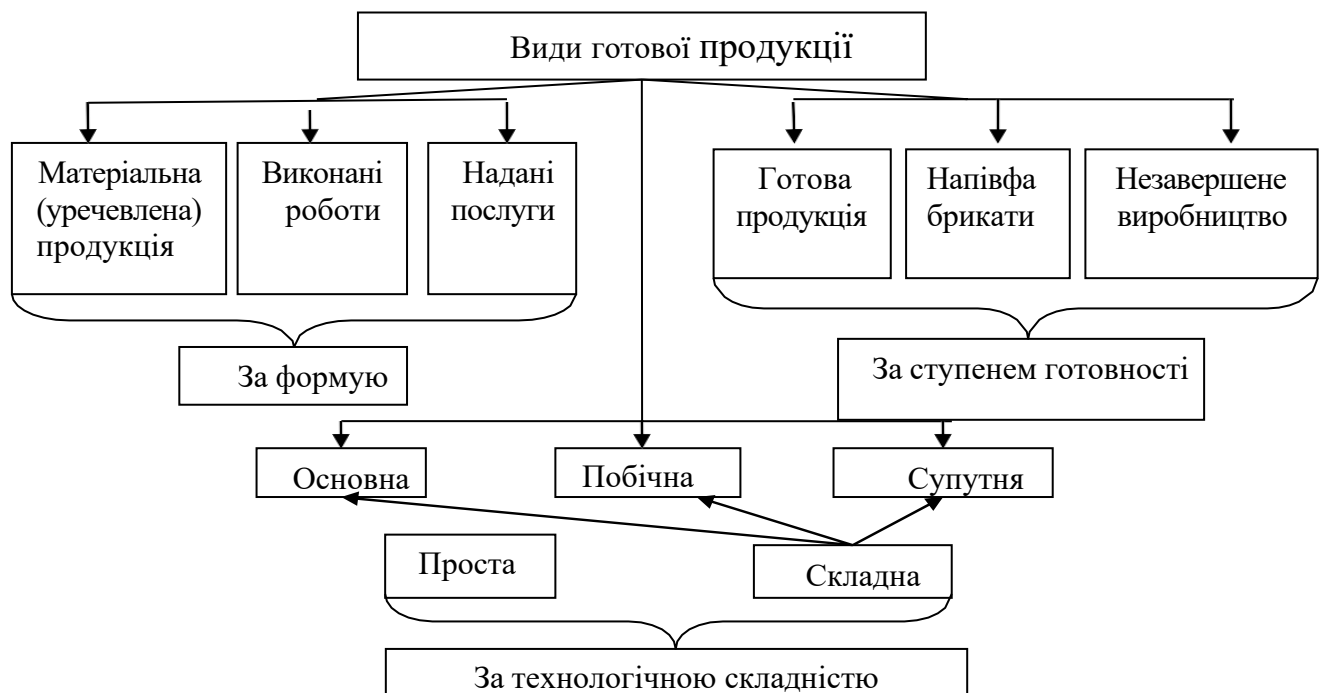 Види готової продукції
Матеріальна
(уречевлена)
продукція
Виконані
роботи
Надані
послуги
Готова
продукція
Напівфа
брикати
Незавершене
виробництво
За формую
За ступенем готовності
Основна
Побічна
Супутня
Проста
Складна
За технологічною складністю